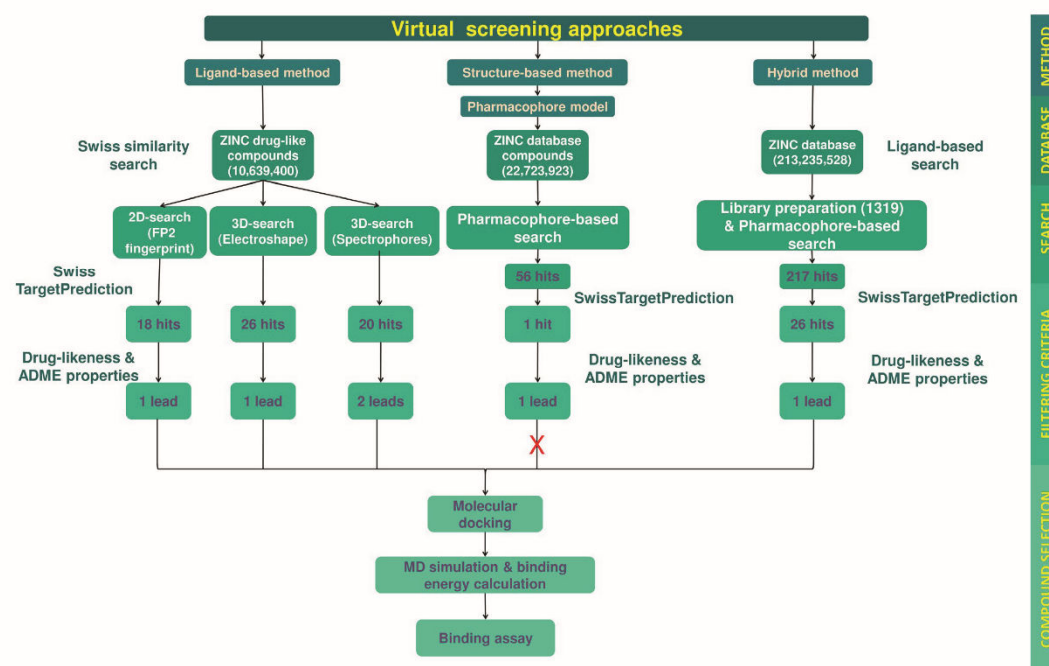 Virtual screening approaches
Ligand-based method
Structure-based method
Hybrid method
Pharmacophore model
Swiss similarity
search
ZINC drug-like
compounds
(10,639,400)
ZINC database
compounds
(22,723,923)
ZINC database
(213,235,528)
Ligand-based
search
2D-search
(FP2
fingerprint)
3D-search
(Electroshape)
3D-search
(Spectrophores)
Pharmacophore-based
search
Library preparation (1319)
& Pharmacophore-based
search
Swiss
TargetPrediction
56 hits
SwissTargetPrediction
217 hits
SwissTargetPrediction
18 hits
26 hits
20 hits
1 hit
26 hits
Drug-likeness &
ADME properties
Drug-likeness &
ADME properties
Drug-likeness &
ADME properties
1 lead
1 lead
2 leads
1 lead
1 lead
X
Molecular
docking
MD simulation & binding
energy calculation
Binding assay
METHOD
DATABASE
SEARCH
FILTERING CRITERIA
COMPOUND SELECTION